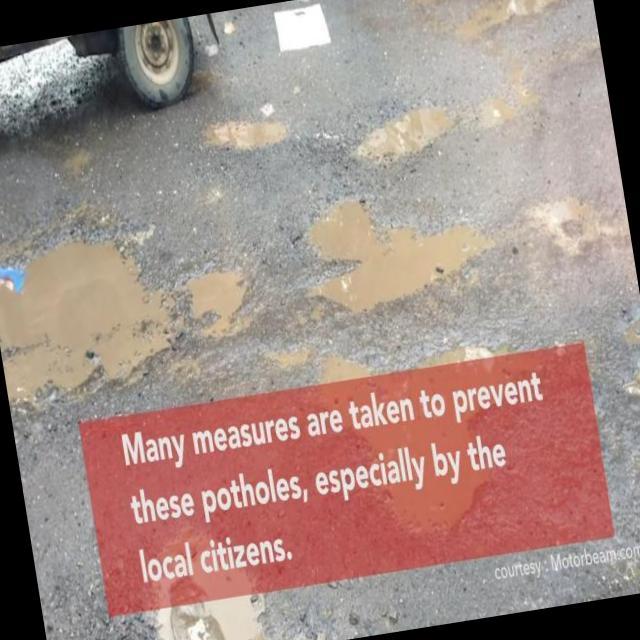 Many measures are taken to prevent
these potholes, especially by the
local citizens.
courtesy : Motorbeam.com